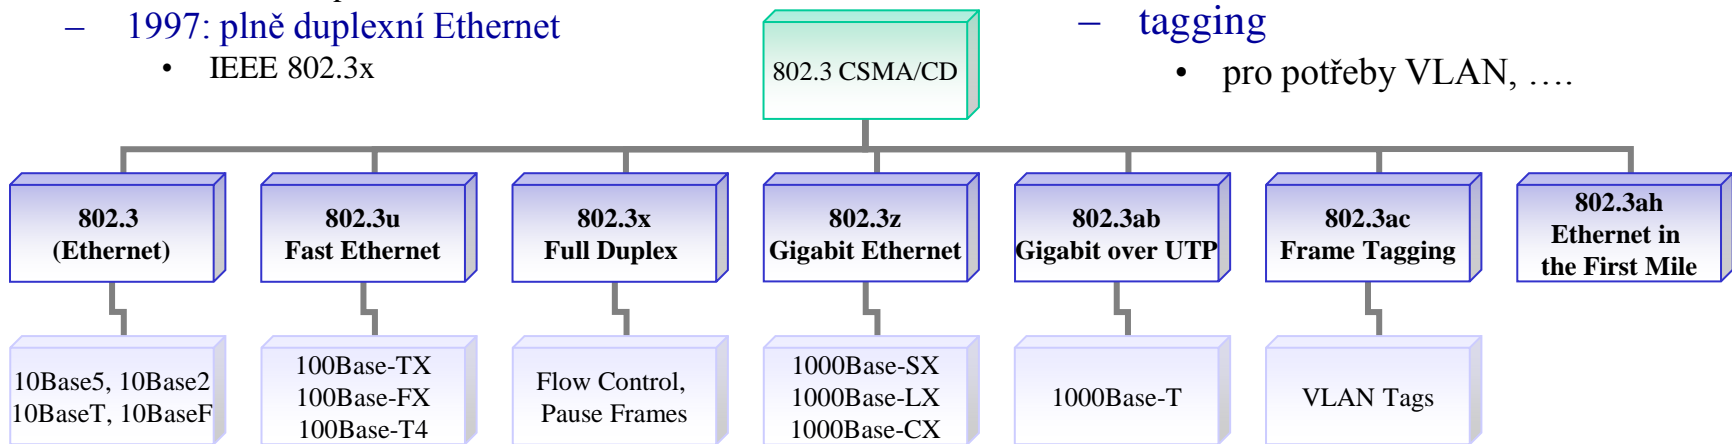 – 1997: plně duplexní Ethernet
• IEEE 802.3x
– tagging
• pro potřeby VLAN, ….
802.3 CSMA/CD
802.3
(Ethernet)
802.3u
Fast Ethernet
802.3x
Full Duplex
802.3z
Gigabit Ethernet
802.3ab
Gigabit over UTP
802.3ac
Frame Tagging
802.3ah
Ethernet in
the First Mile
10Base5, 10Base2
10BaseT, 10BaseF
100Base-TX
100Base-FX
100Base-T4
Flow Control,
Pause Frames
1000Base-SX
1000Base-LX
1000Base-CX
1000Base-T
VLAN Tags